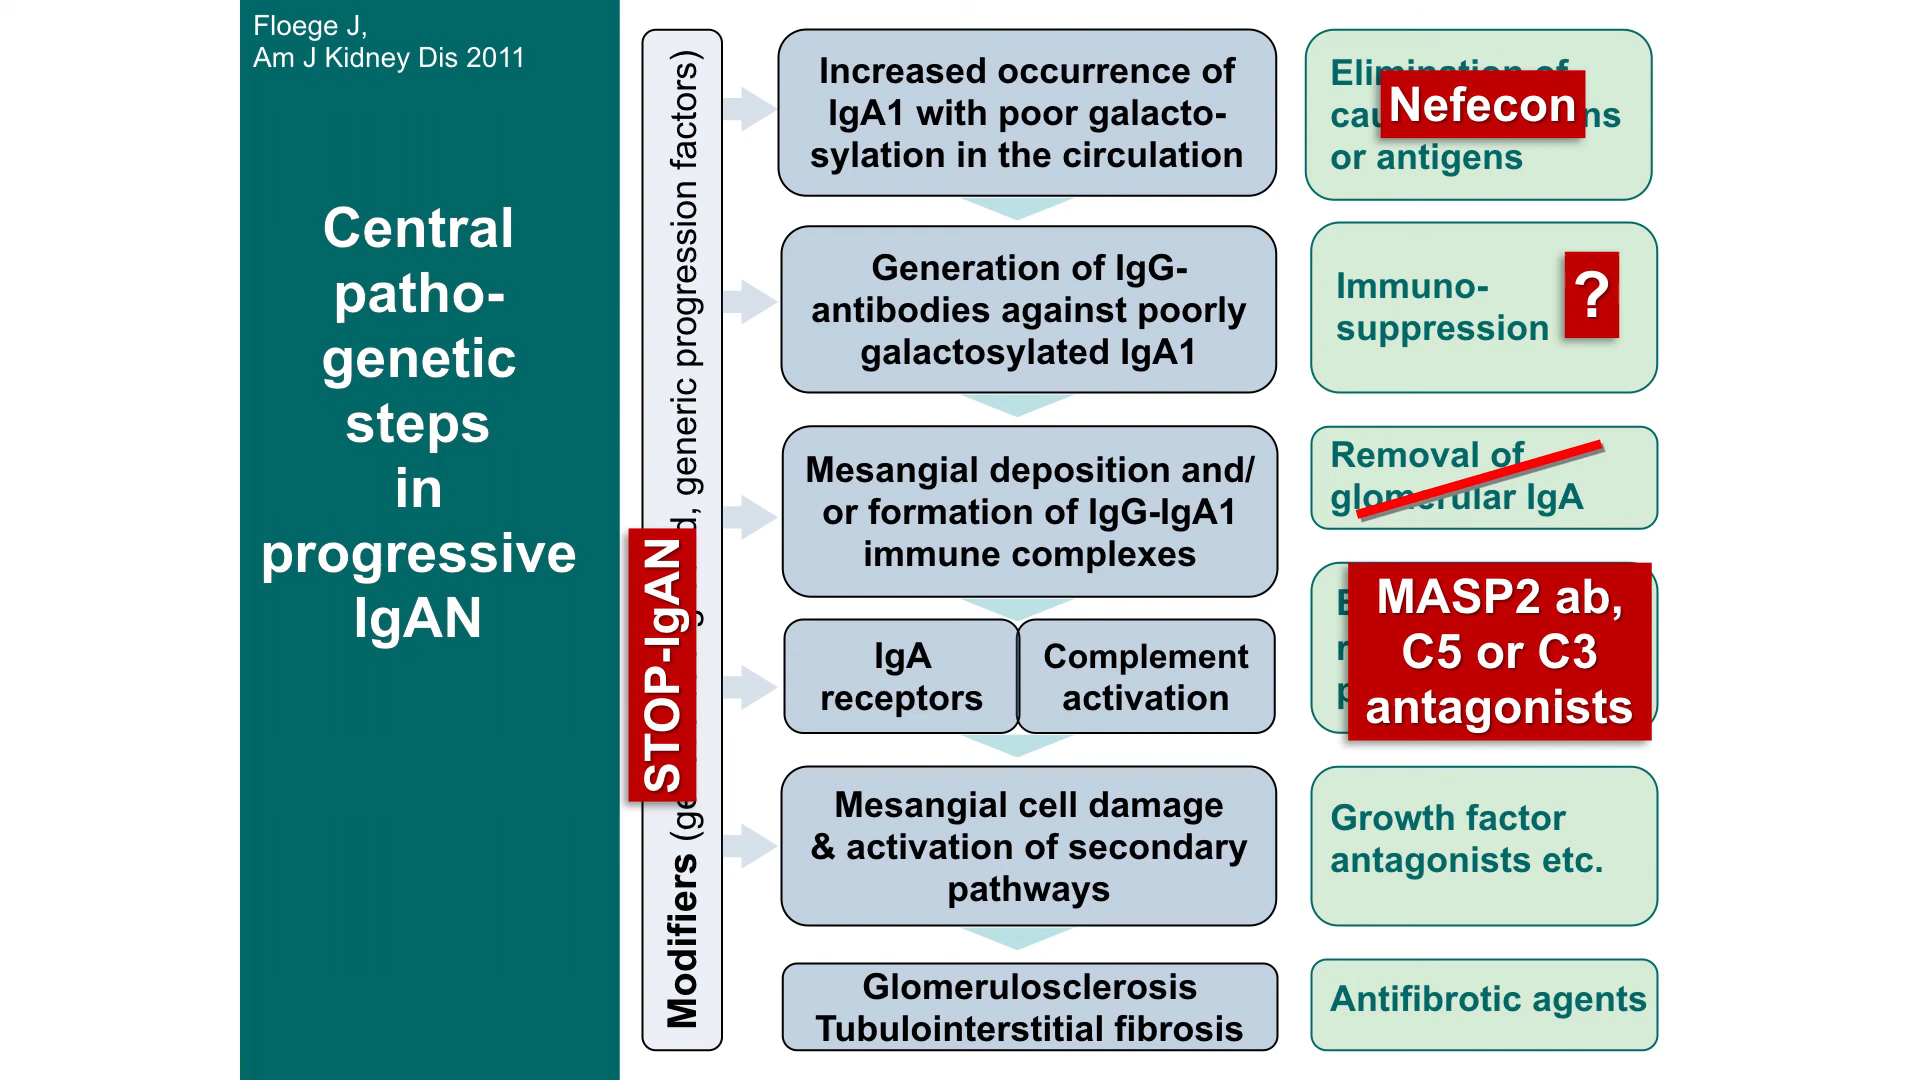 Floege J,
Am J Kidney Dis 2011
Central
patho-
genetic
steps
in
progressive
IgAN
Modifiers generic progression factors)
STOP-IgAN
Increased occurrence of
IgA1 with poor galacto-
sylation in the circulation
Generation of IgG-
antibodies against poorly
galactosylated IgA1
Mesangial deposition and/
or formation of IgG-IgA1
immune complexes
IgA
receptors
Complement
activation
Mesangial cell damage
& activation of secondary
pathways
Glomerulosclerosis
Tubulointerstitial fibrosis
Elimination of
or antigens
Nefecon
Immuno-
suppression
?
Removal of
glomerular IgA
MASP2 ab,
C5 or C3
antagonists
Growth factor
antagonists etc.
Antifibrotic agents